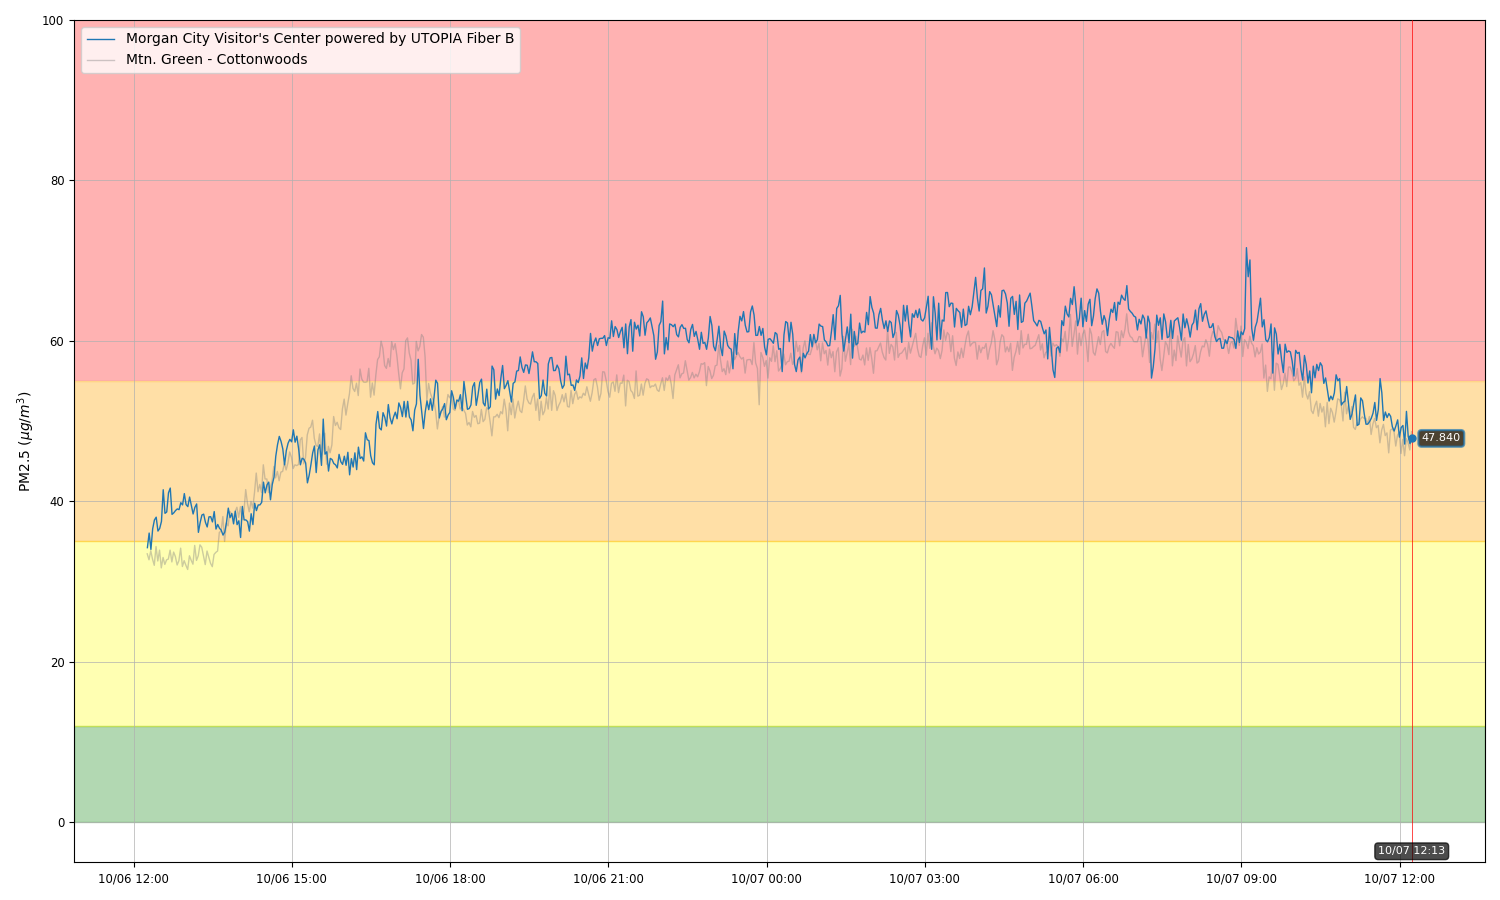 100
Morgan City Visitor's Center powered by UTOPIA Fiber B
Mtn. Green - Cottonwoods
80
60
PM2.5 (μg/m³)
47.840
40
20
0
10/07 12:13
10/06 12:00 10/06 15:00 10/06 18:00 10/06 21:00 10/07 00:00 10/07 03:00 10/07 06:00 10/07 09:00 10/07 12:00